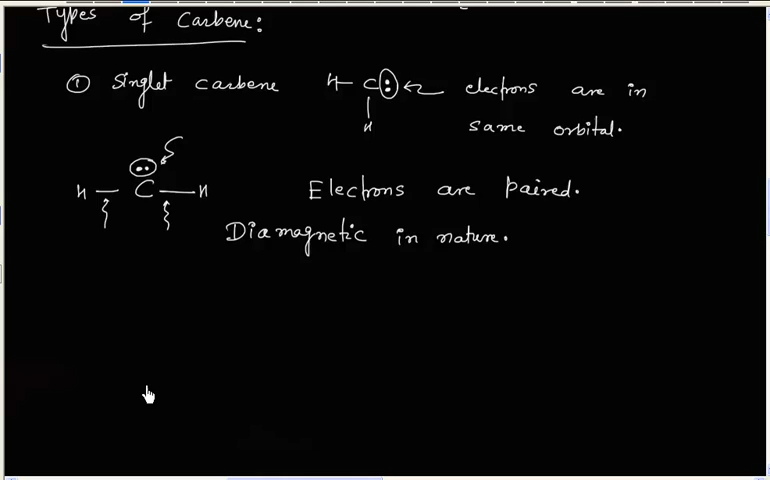 Types of Carbene:
① Singlet carbene H–C: electrons are in
H same orbital.
H–C̈–H Electrons are Paired.
Diamagnetic in nature.